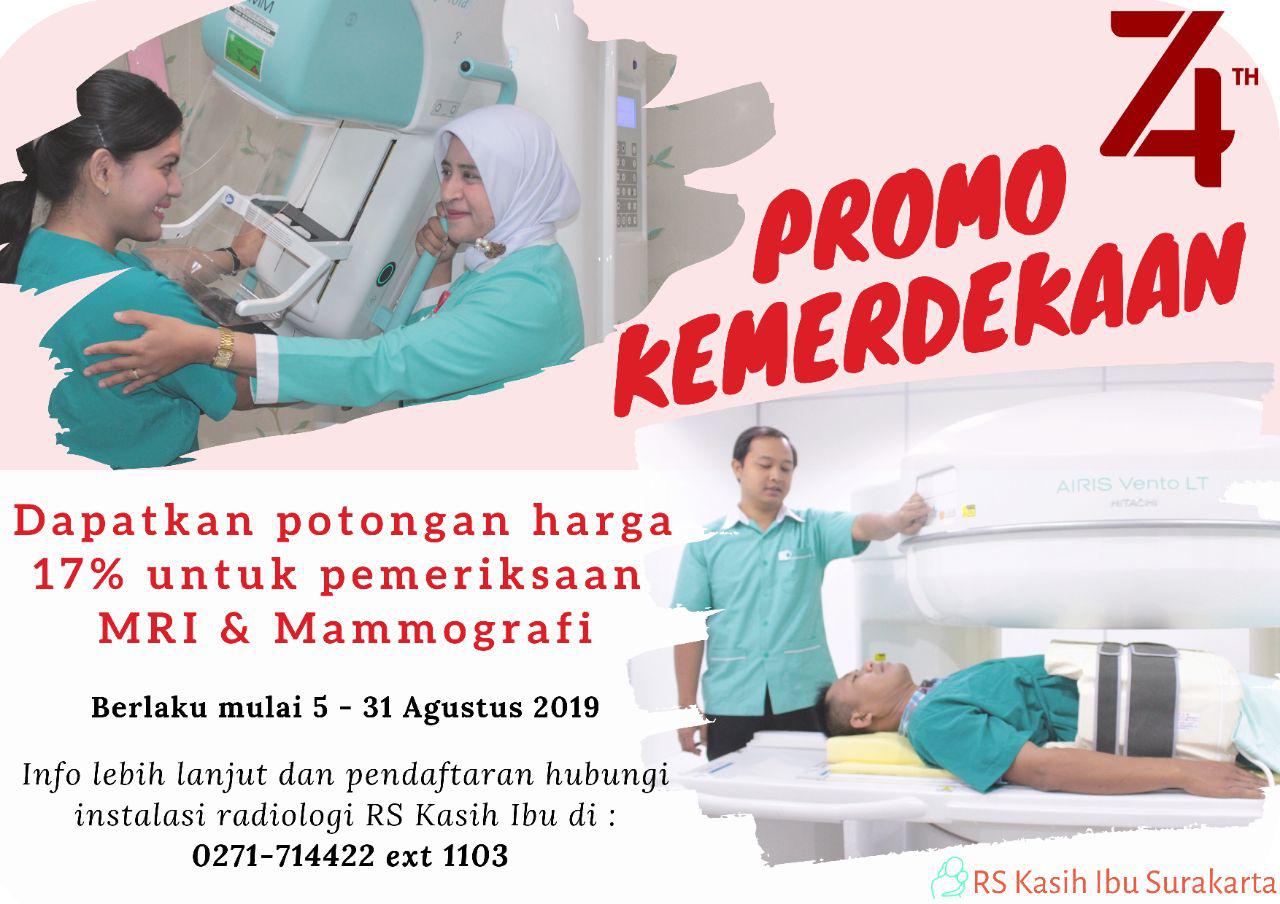 74TH
PROMO
KEMERDEKAAN
AIRIS Vento LT
HITACHI
Dapatkan potongan harga
17% untuk pemeriksaan
MRI & Mammografi
Berlaku mulai 5 - 31 Agustus 2019
Info lebih lanjut dan pendaftaran hubungi
instalasi radiologi RS Kasih Ibu di :
0271-714422 ext 1103
RS Kasih Ibu Surakarta